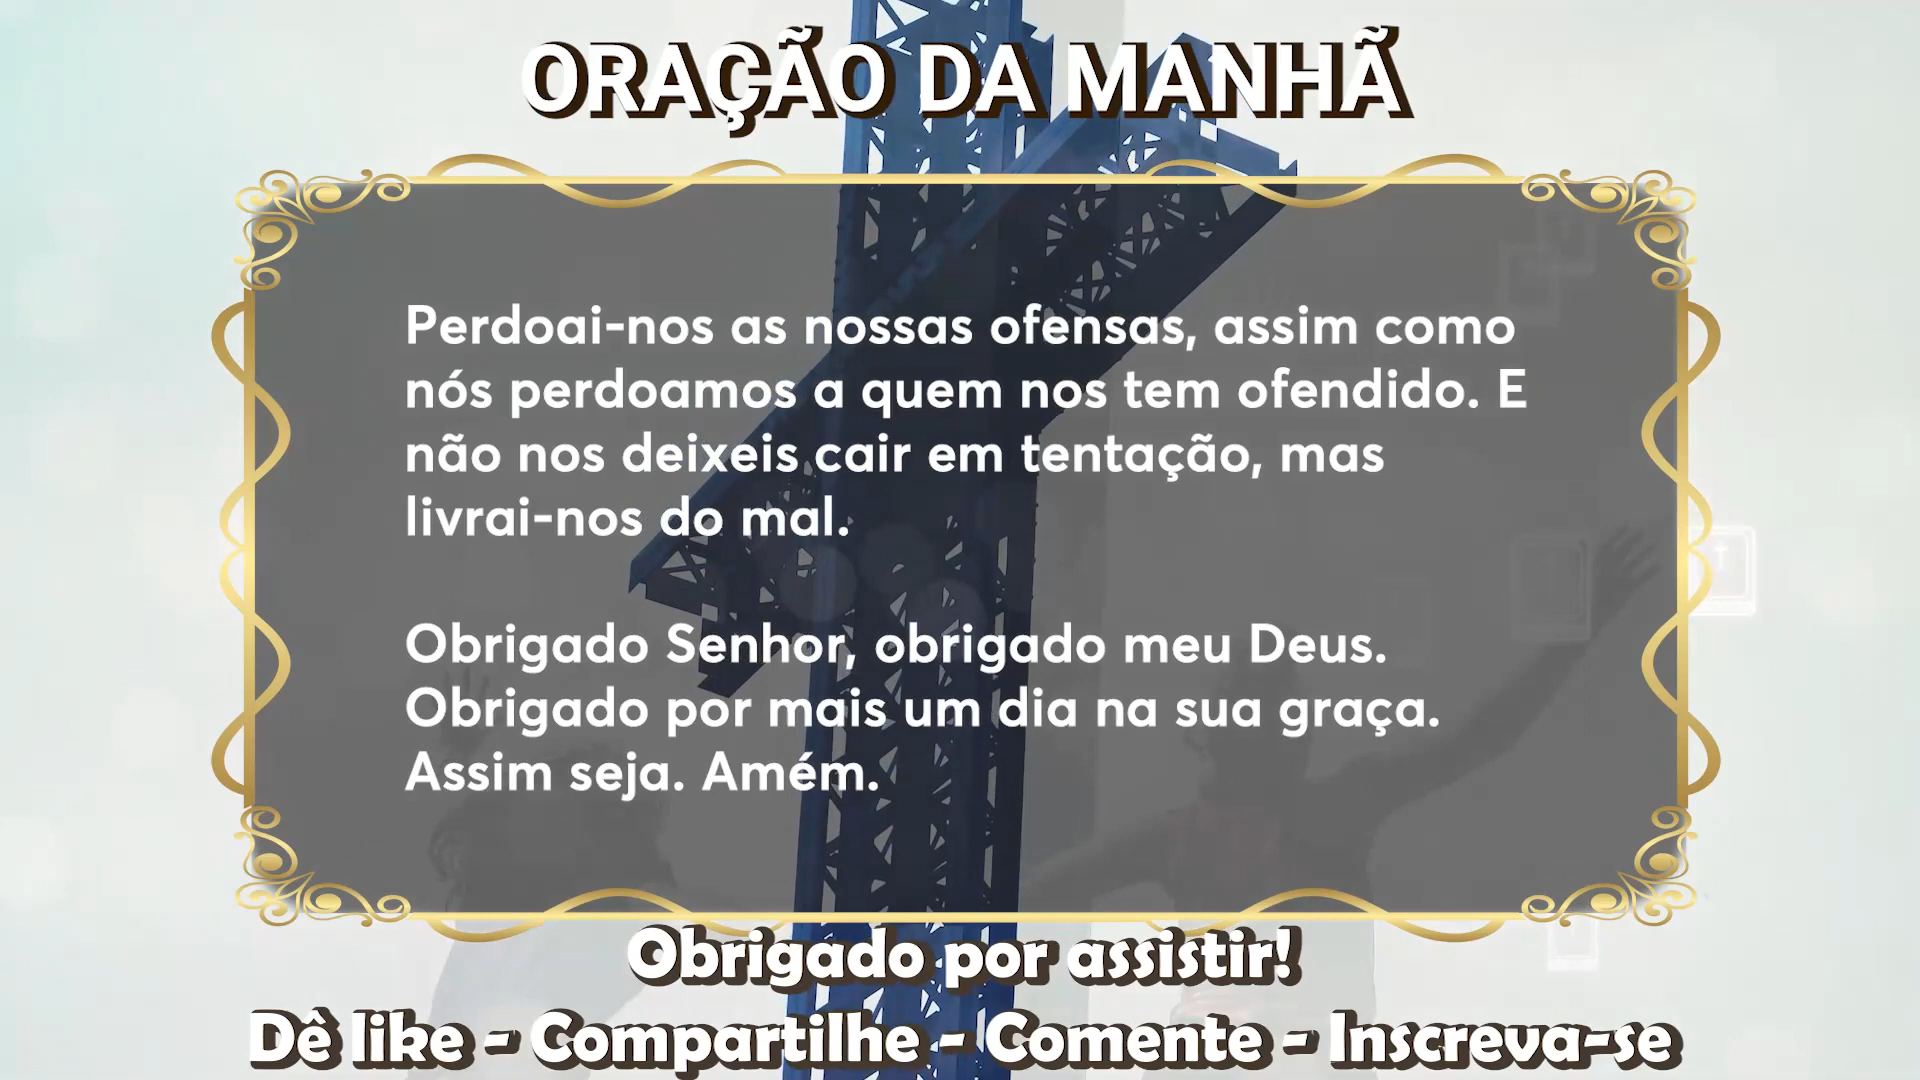 ORAÇÃO DA MANHÃ
Perdoai-nos as nossas ofensas, assim como
nós perdoamos a quem nos tem ofendido. E
não nos deixeis cair em tentação, mas
livrai-nos do mal.
Obrigado Senhor, obrigado meu Deus.
Obrigado por mais um dia na sua graça.
Assim seja. Amém.
Obrigado por assistir!
Dê like - Compartilhe - Comente - Inscreva-se